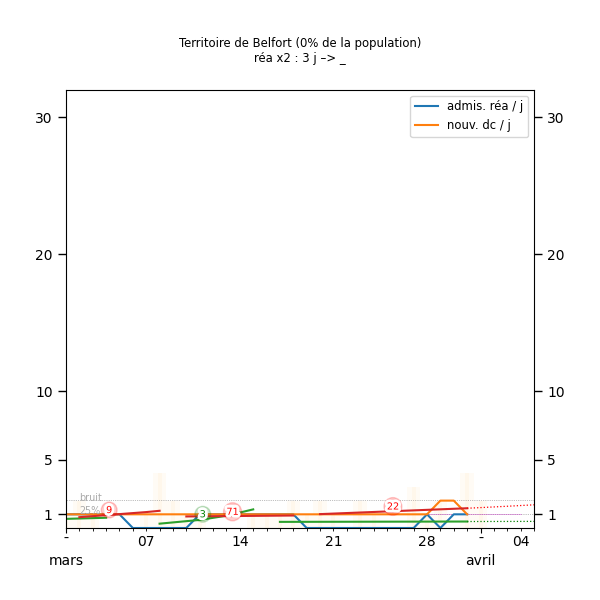 Territoire de Belfort (0% de la population)
réa x2 : 3 j –> _
admis. réa / j
nouv. dc / j
30 30
20 20
10 10
5 5
bruit
25%
1 9 3 71 22 1
- 07 14 21 28 - 04
mars avril